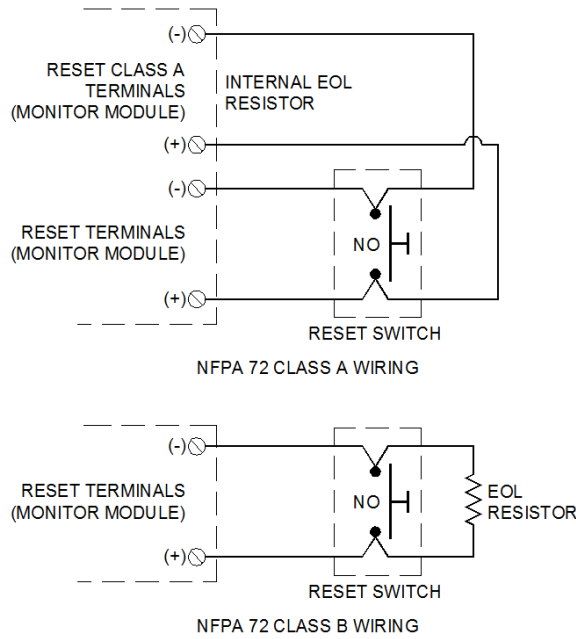 (-)
RESET CLASS A
TERMINALS
(MONITOR MODULE)
INTERNAL EOL
RESISTOR
(+)
(-)
RESET TERMINALS
(MONITOR MODULE)
NO
(+)
RESET SWITCH
NFPA 72 CLASS A WIRING
(-)
RESET TERMINALS
(MONITOR MODULE)
NO
EOL
RESISTOR
(+)
RESET SWITCH
NFPA 72 CLASS B WIRING